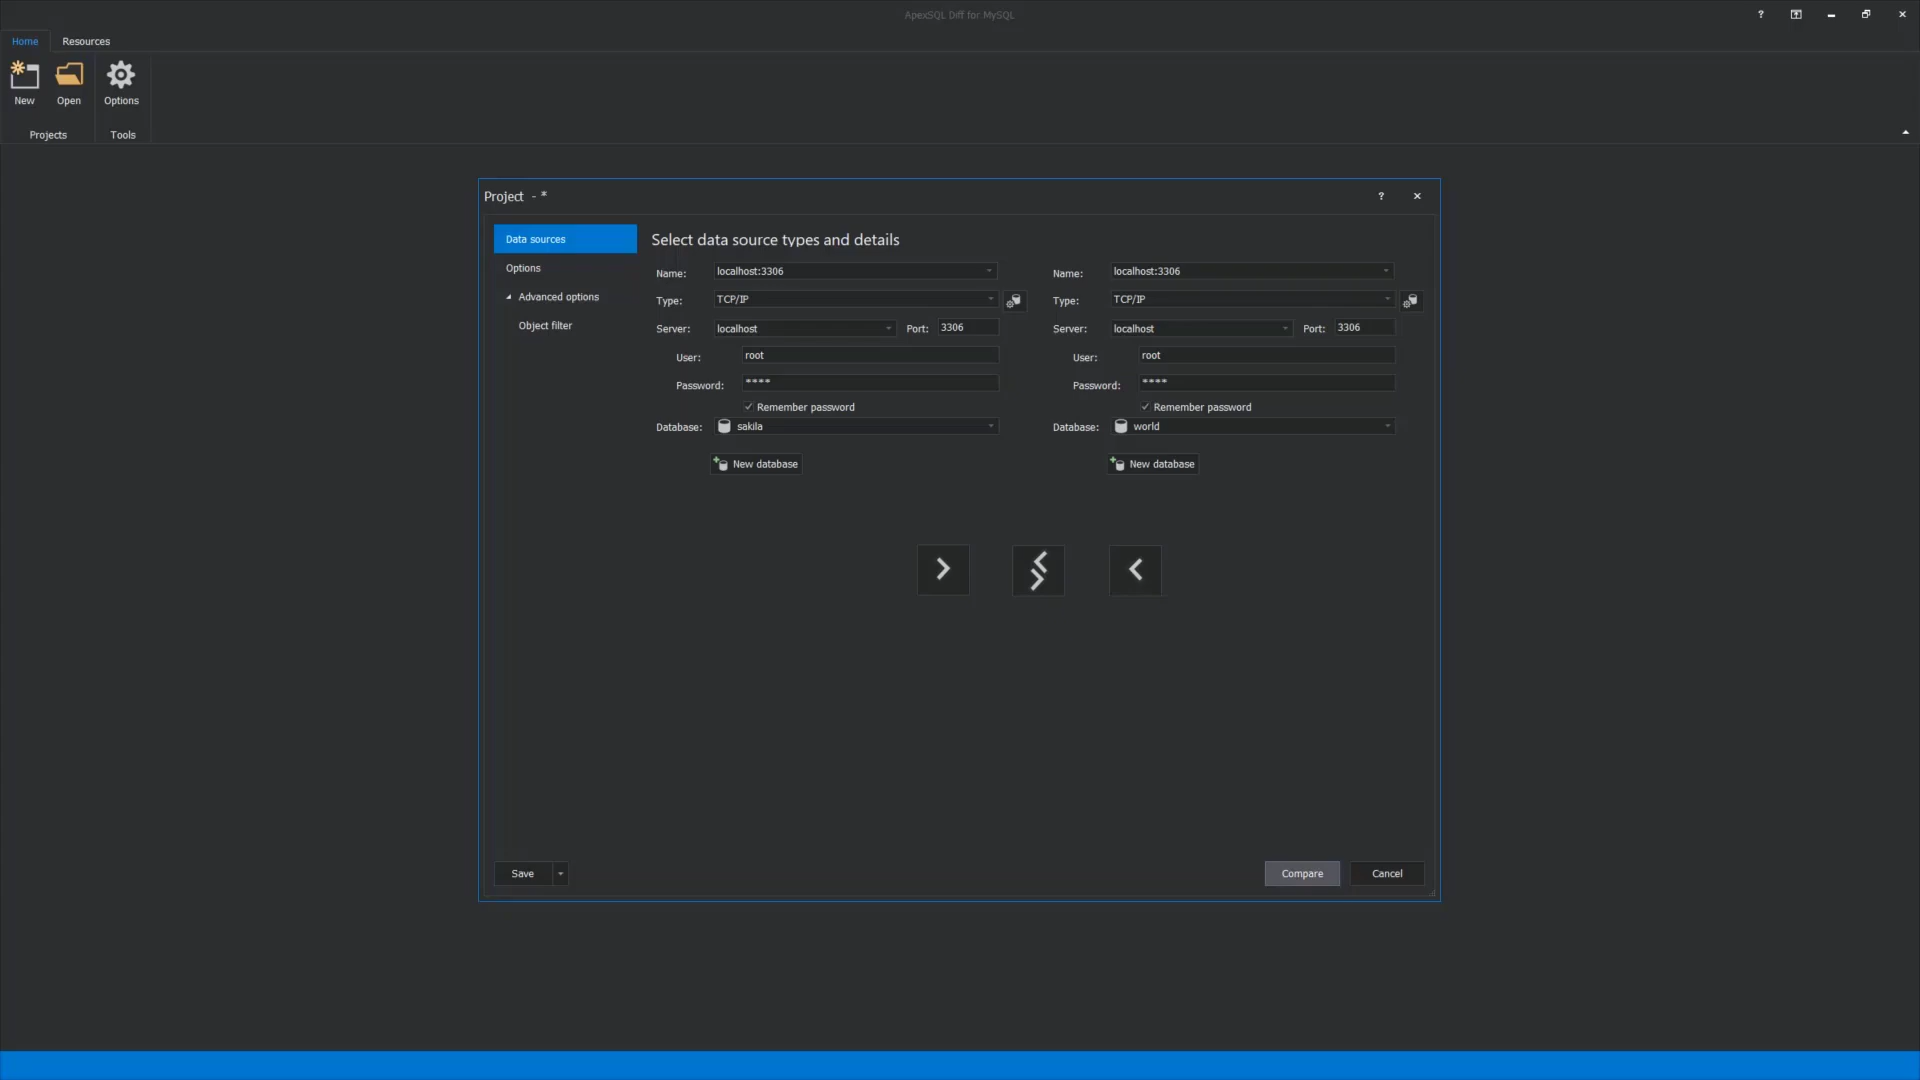 ApexSQL Diff for MySQL
?
Home Resources
New Open Options
Projects Tools
Project - *
?
Data sources
Options
Advanced options
Object filter
Select data source types and details
Name: localhost:3306
Type: TCP/IP
Server: localhost Port: 3306
User: root
Password: ****
Remember password
Database: sakila
New database
Name: localhost:3306
Type: TCP/IP
Server: localhost Port: 3306
User: root
Password: ****
Remember password
Database: world
New database
Save
Compare
Cancel